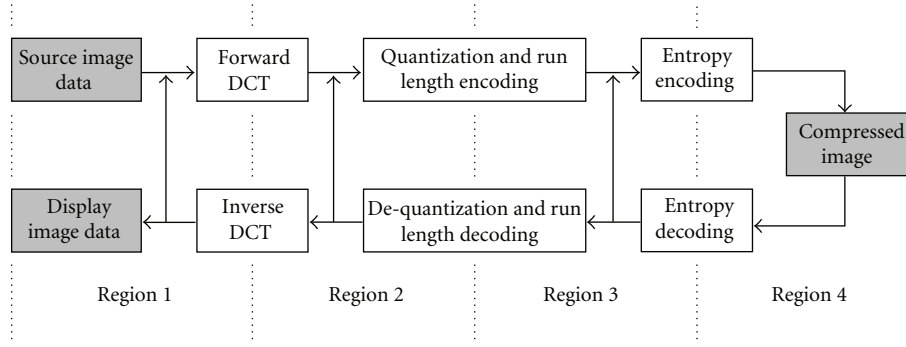 Source image
data
Forward
DCT
Quantization and run
length encoding
Entropy
encoding
Compressed
image
Display
image data
Inverse
DCT
De-quantization and run
length decoding
Entropy
decoding
Region 1
Region 2
Region 3
Region 4